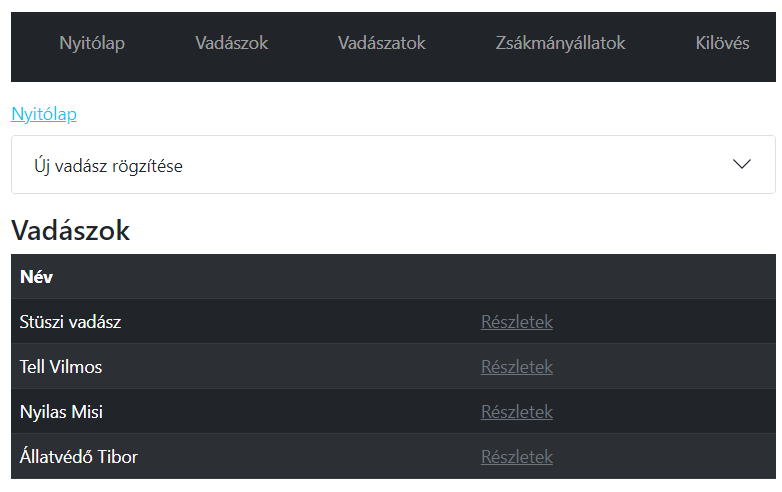 Nyitólap Vadászok Vadászatok Zsákmányállatok Kilövés
Nyitólap
Új vadász rögzítése
Vadászok
Név
Stüszi vadász Részletek
Tell Vilmos Részletek
Nyilas Misi Részletek
Állatvédő Tibor Részletek